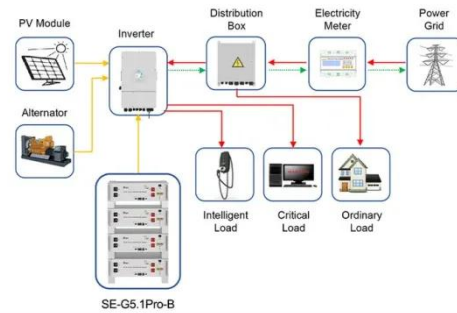 PV Module
Inverter
Distribution
Box
Electricity
Meter
Power
Grid
Alternator
Intelligent
Load
Critical
Load
Ordinary
Load
SE-G5.1Pro-B